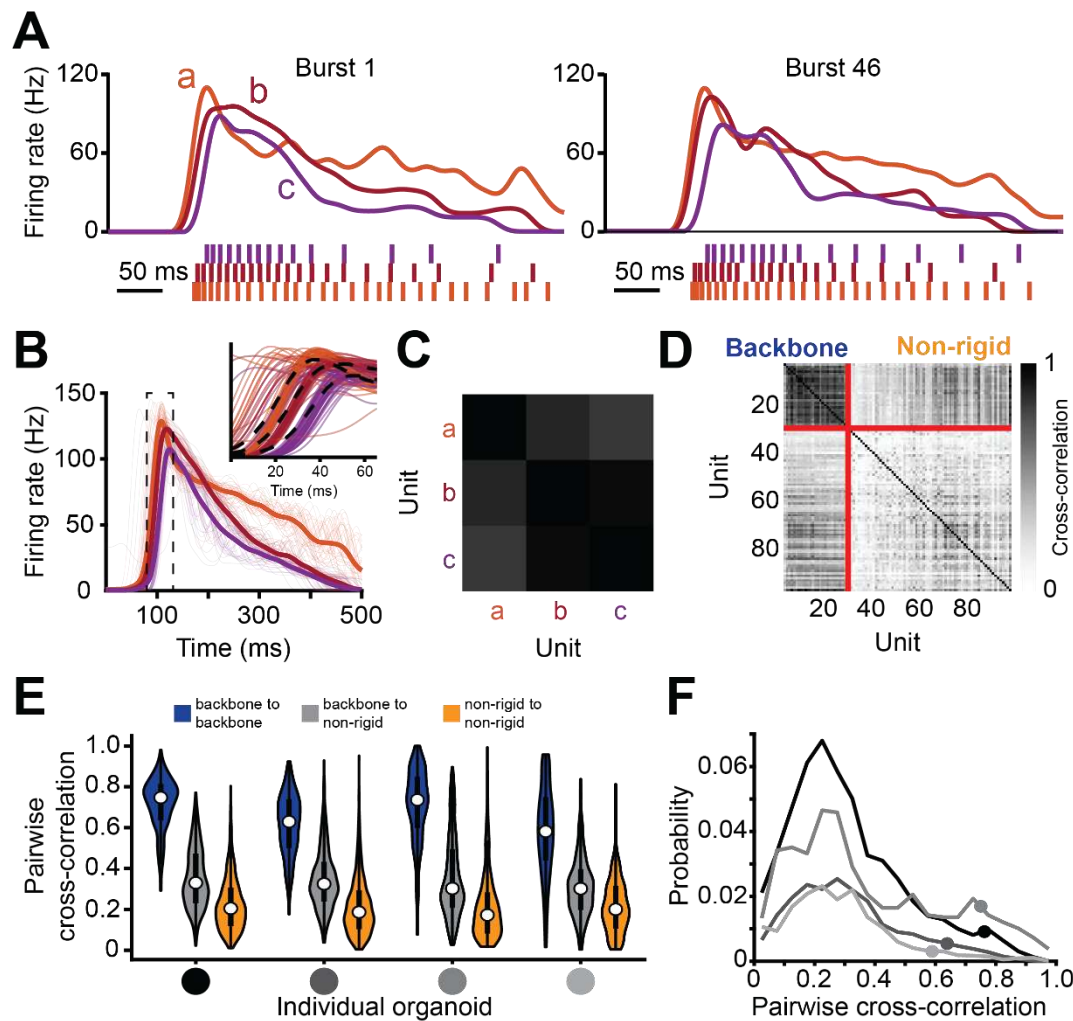 A
Burst 1
Burst 46
Firing rate (Hz)
120
60
0
a
b
c
120
60
0
50 ms
50 ms
B
Firing rate (Hz)
150
100
50
0
100
300
500
Time (ms)
20
40
60
Time (ms)
C
Unit
a
b
c
a
b
c
Unit
D
Backbone
Non-rigid
Unit
20
40
60
80
20
40
60
80
Unit
1
0
Cross-correlation
E
backbone to
backbone
backbone to
non-rigid
non-rigid to
non-rigid
Pairwise
cross-correlation
1.0
0.8
0.6
0.4
0.2
0
Individual organoid
F
Probability
0.06
0.04
0.02
0
0
0.2
0.4
0.6
0.8
1.0
Pairwise cross-correlation